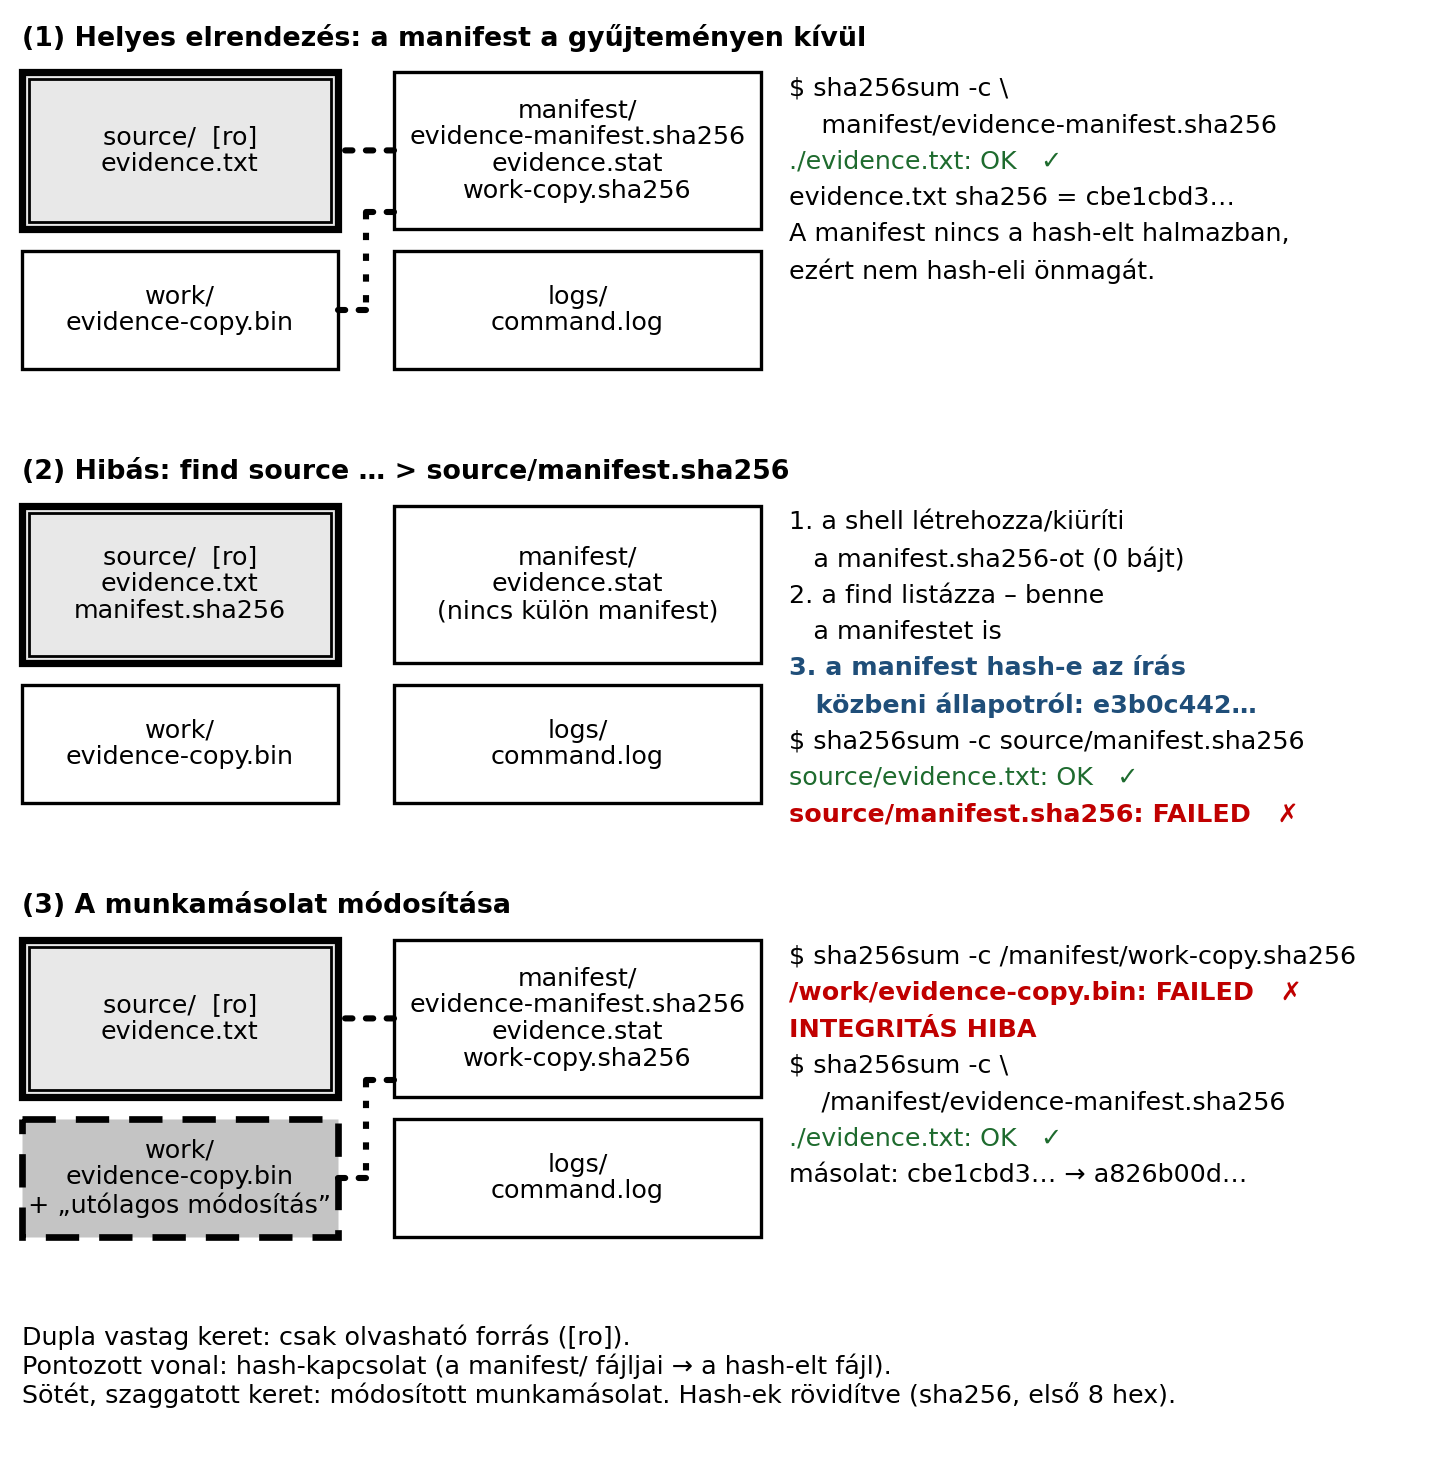 (1) Helyes elrendezés: a manifest a gyűjteményen kívül
source/  [ro]
evidence.txt
manifest/
evidence-manifest.sha256
evidence.stat
work-copy.sha256
work/
evidence-copy.bin
logs/
command.log
$ sha256sum -c \
manifest/evidence-manifest.sha256
./evidence.txt: OK ✓
evidence.txt sha256 = cbe1cbd3…
A manifest nincs a hash-elt halmazban,
ezért nem hash-eli önmagát.
(2) Hibás: find source … > source/manifest.sha256
source/  [ro]
evidence.txt
manifest.sha256
manifest/
evidence.stat
(nincs külön manifest)
work/
evidence-copy.bin
logs/
command.log
1. a shell létrehozza/kiüríti
a manifest.sha256-ot (0 bájt)
2. a find listázza – benne
a manifestet is
3. a manifest hash-e az írás
közbeni állapotról: e3b0c442…
$ sha256sum -c source/manifest.sha256
source/evidence.txt: OK ✓
source/manifest.sha256: FAILED ✗
(3) A munkamásolat módosítása
source/  [ro]
evidence.txt
manifest/
evidence-manifest.sha256
evidence.stat
work-copy.sha256
work/
evidence-copy.bin
+ „utólagos módosítás”
logs/
command.log
$ sha256sum -c /manifest/work-copy.sha256
/work/evidence-copy.bin: FAILED ✗
INTEGRITÁS HIBA
$ sha256sum -c \
/manifest/evidence-manifest.sha256
./evidence.txt: OK ✓
másolat: cbe1cbd3… → a826b00d…
Dupla vastag keret: csak olvasható forrás ([ro]).
Pontozott vonal: hash-kapcsolat (a manifest/ fájljai → a hash-elt fájl).
Sötét, szaggatott keret: módosított munkamásolat. Hash-ek rövidítve (sha256, első 8 hex).